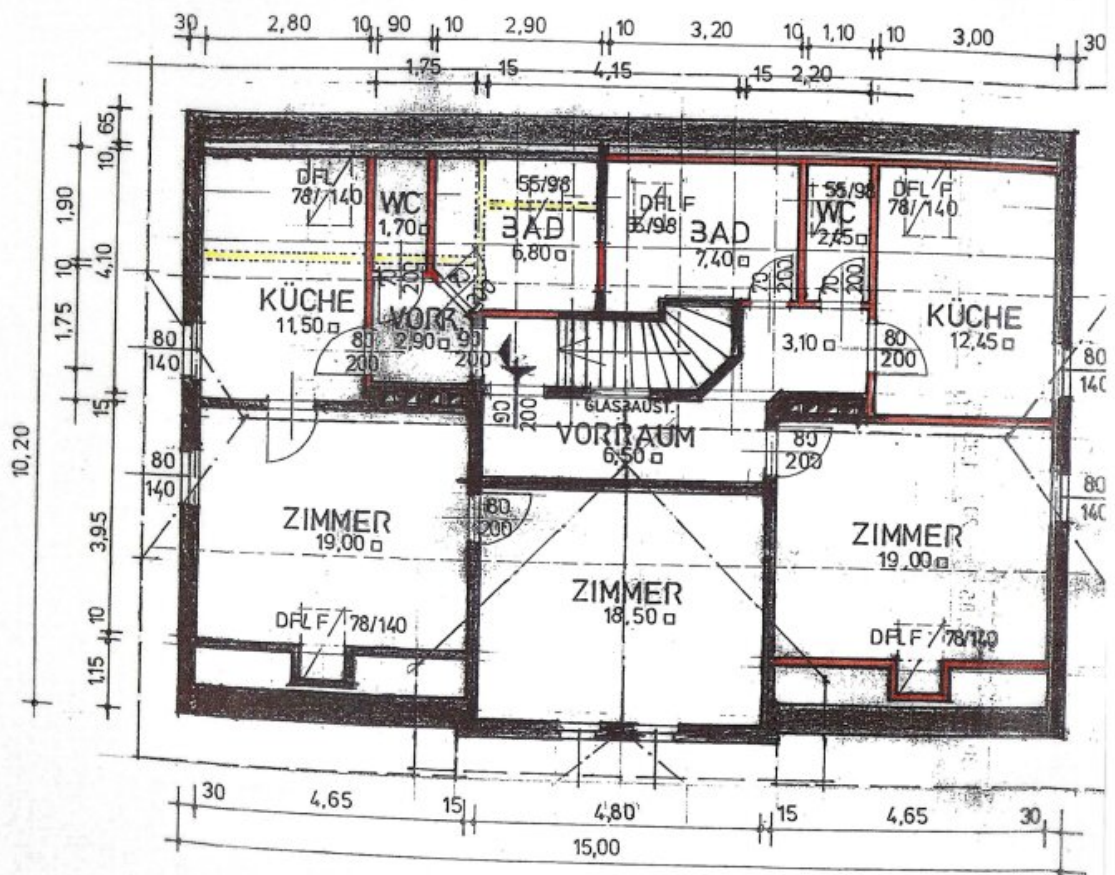 30 2,80 10 90 10 2,90 10 3,20 10 1,10 10 3,00 30
1,75 15 4,15 15 2,20
65
10
1,90
10
4,10
1,75
15
10,20
3,95
10
1,15
DFL
78/140
WC
1,70 □
55/98
BAD
6,80 □
DFL F
55/98
BAD
7,40 □
55/98
WC
2,45 □
DFL F
78/140
70
200
70
200
70
200
KÜCHE
11,50 □
VORR.
2,90 □
80
200
90
200
3,10 □
80
200
KÜCHE
12,45 □
80
140
80
140
GLASBAUST.
200
VORRAUM
6,50 □
80
200
80
140
80
140
ZIMMER
19,00 □
80
200
ZIMMER
18,50 □
ZIMMER
19,00 □
DFL F 78/140
DFL F 78/140
30 4,65 15 4,80 15 4,65 30
15,00